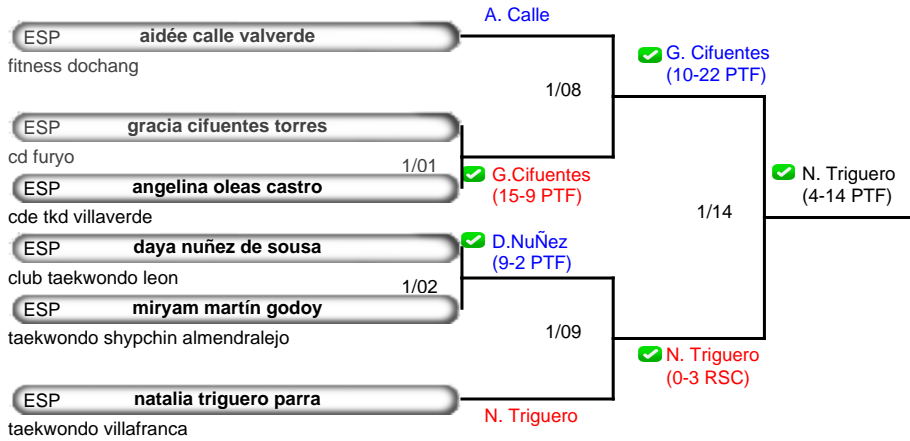 A. Calle
ESP aidée calle valverde
fitness dochang
G. Cifuentes
(10-22 PTF)
1/08
ESP gracia cifuentes torres
cd furyo
1/01
G.Cifuentes
(15-9 PTF)
ESP angelina oleas castro
cde tkd villaverde
N. Triguero
(4-14 PTF)
1/14
ESP daya nuñez de sousa
club taekwondo leon
D.NuÑez
(9-2 PTF)
1/02
ESP miryam martín godoy
taekwondo shypchin almendralejo
1/09
N. Triguero
(0-3 RSC)
ESP natalia triguero parra
taekwondo villafranca
N. Triguero